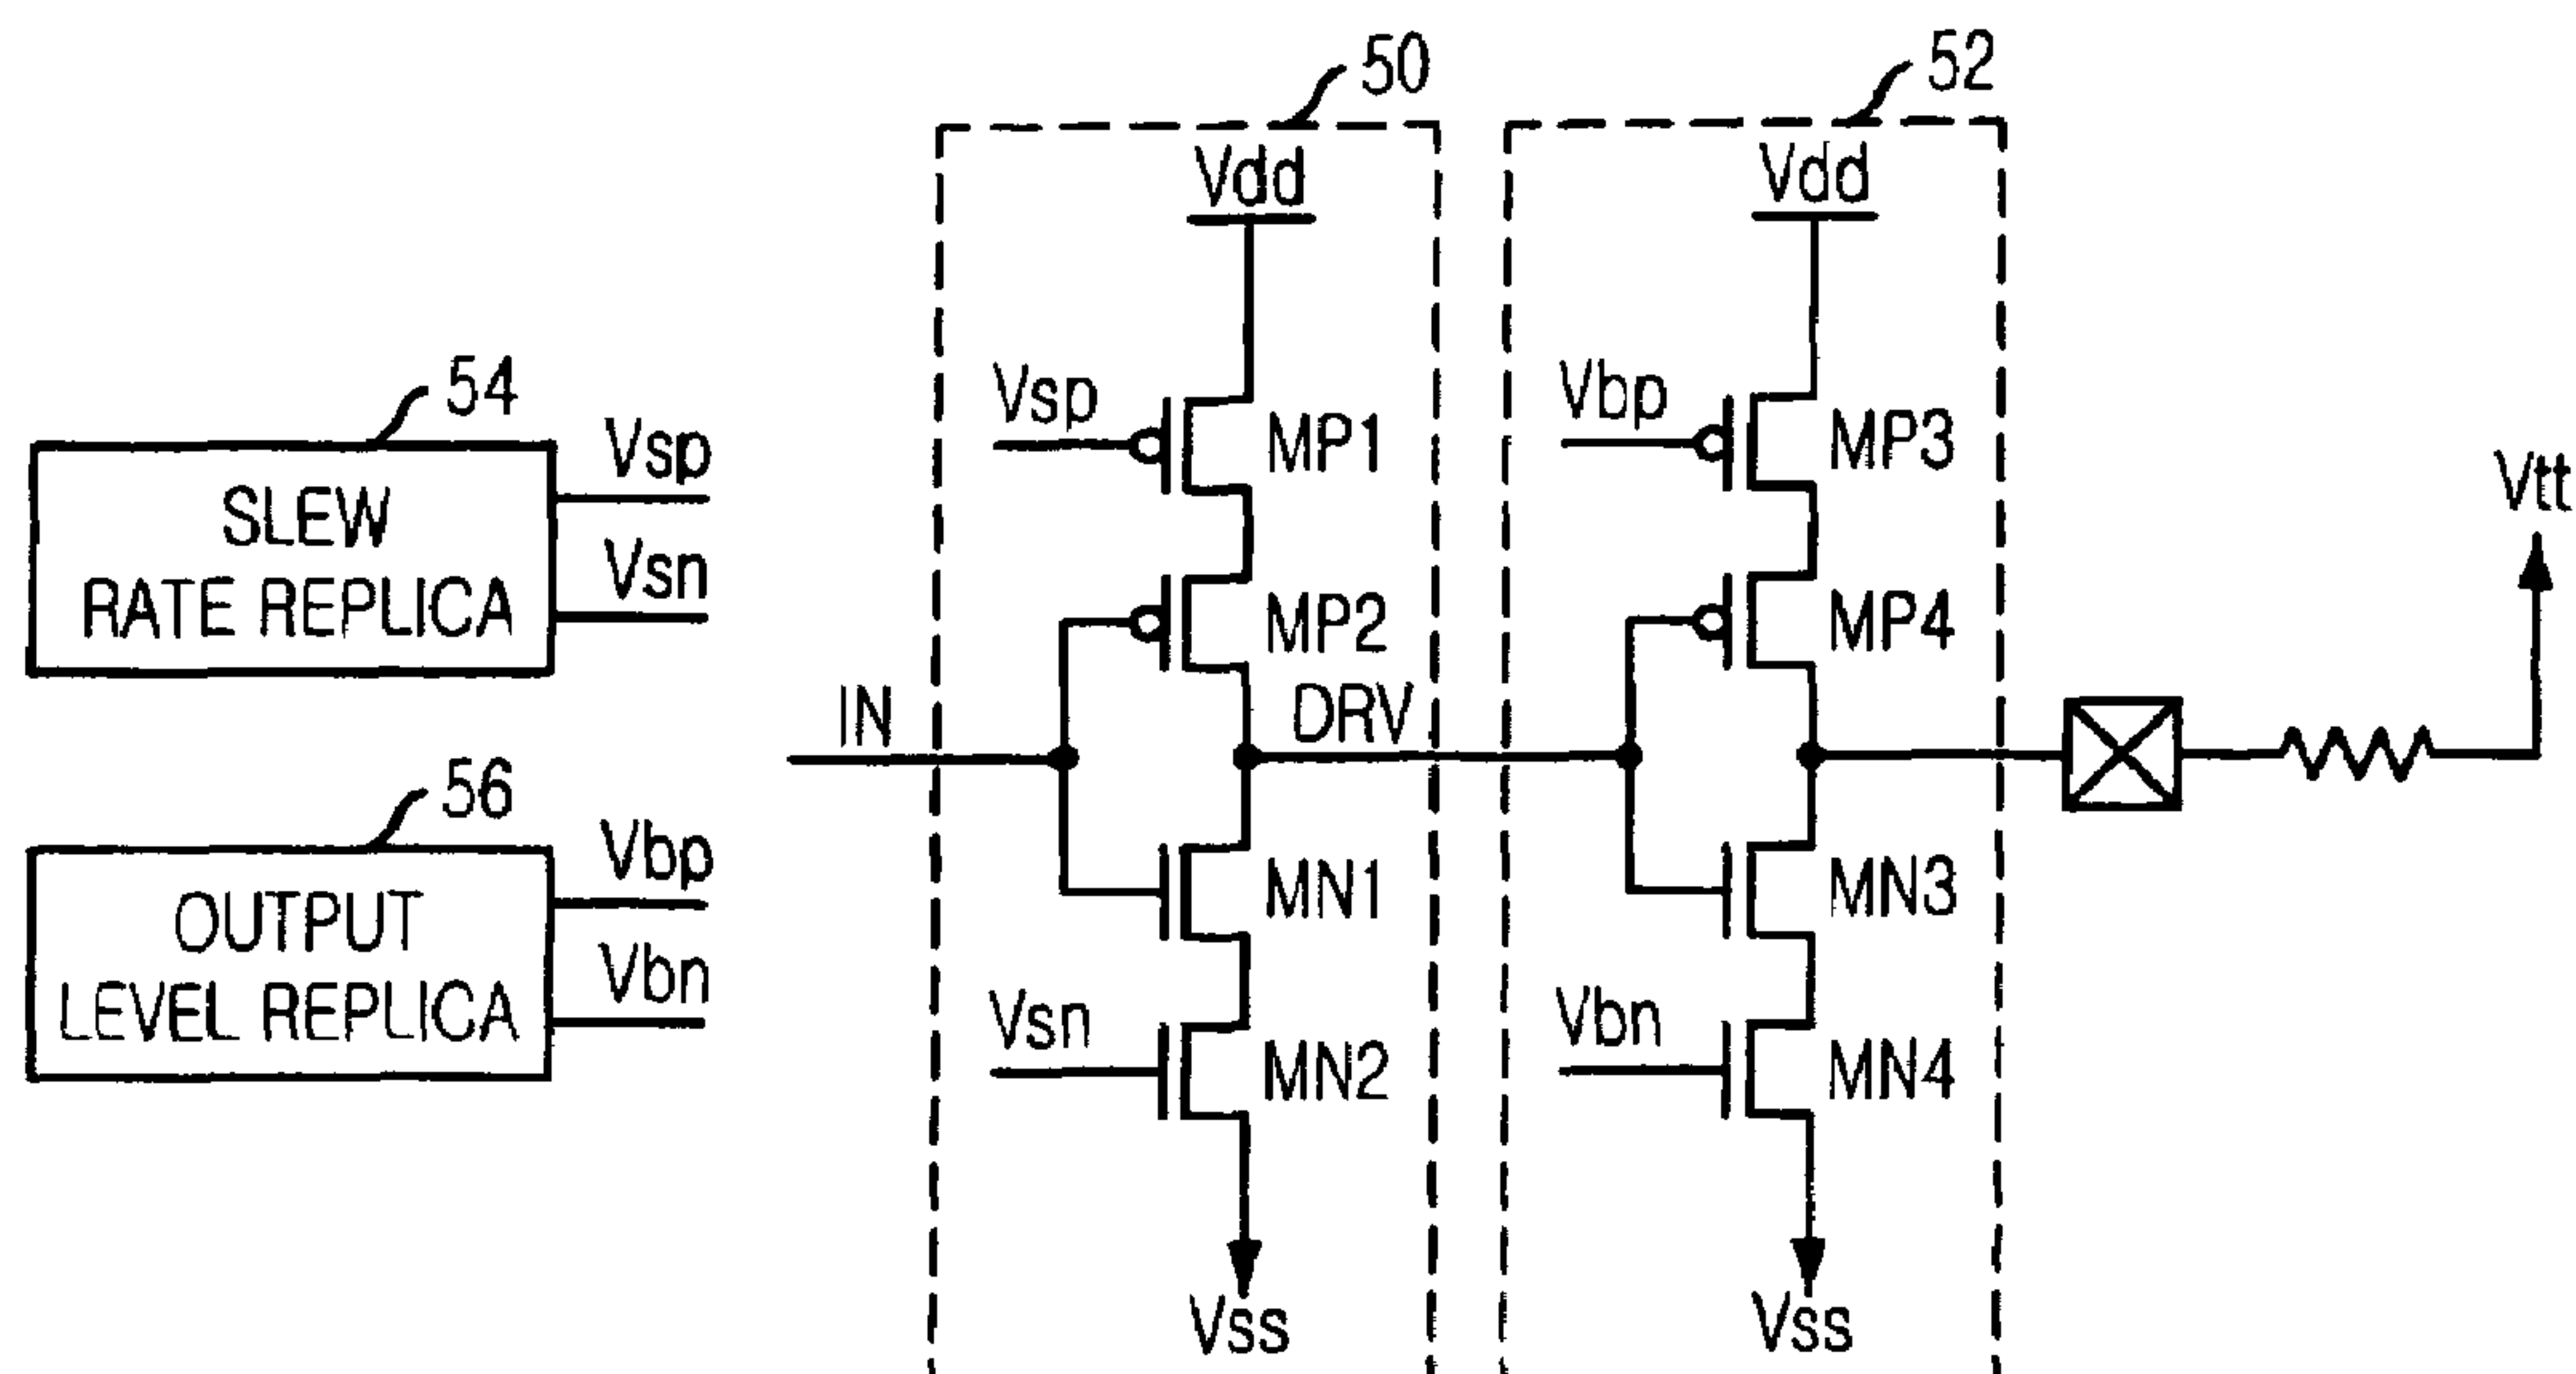 54
SLEW
RATE REPLICA
Vsp
Vsn
56
OUTPUT
LEVEL REPLICA
Vbp
Vbn
50
Vdd
Vsp
MP1
MP2
IN
DRV
MN1
Vsn
MN2
Vss
52
Vdd
Vbp
MP3
MP4
MN3
Vbn
MN4
Vss
Vtt